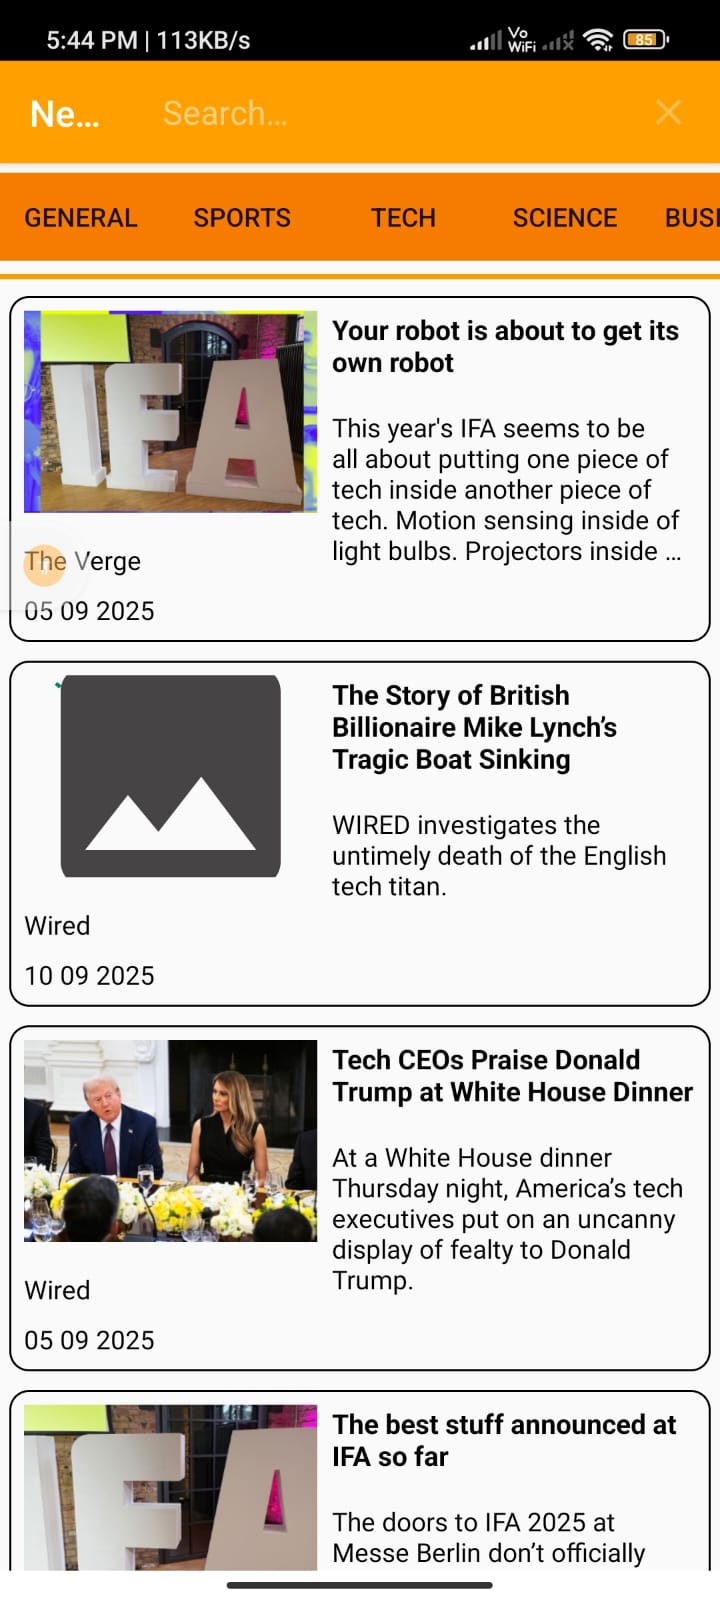 5:44 PM | 113KB/s
Vo
WiFi
85
Ne...
Search...
GENERAL
SPORTS
TECH
SCIENCE
BUSI
IFA
Your robot is about to get its
own robot
This year's IFA seems to be
all about putting one piece of
tech inside another piece of
tech. Motion sensing inside of
light bulbs. Projectors inside ...
The Verge
05 09 2025
The Story of British
Billionaire Mike Lynch’s
Tragic Boat Sinking
WIRED investigates the
untimely death of the English
tech titan.
Wired
10 09 2025
Tech CEOs Praise Donald
Trump at White House Dinner
At a White House dinner
Thursday night, America’s tech
executives put on an uncanny
display of fealty to Donald
Trump.
Wired
05 09 2025
IFA
The best stuff announced at
IFA so far
The doors to IFA 2025 at
Messe Berlin don’t officially